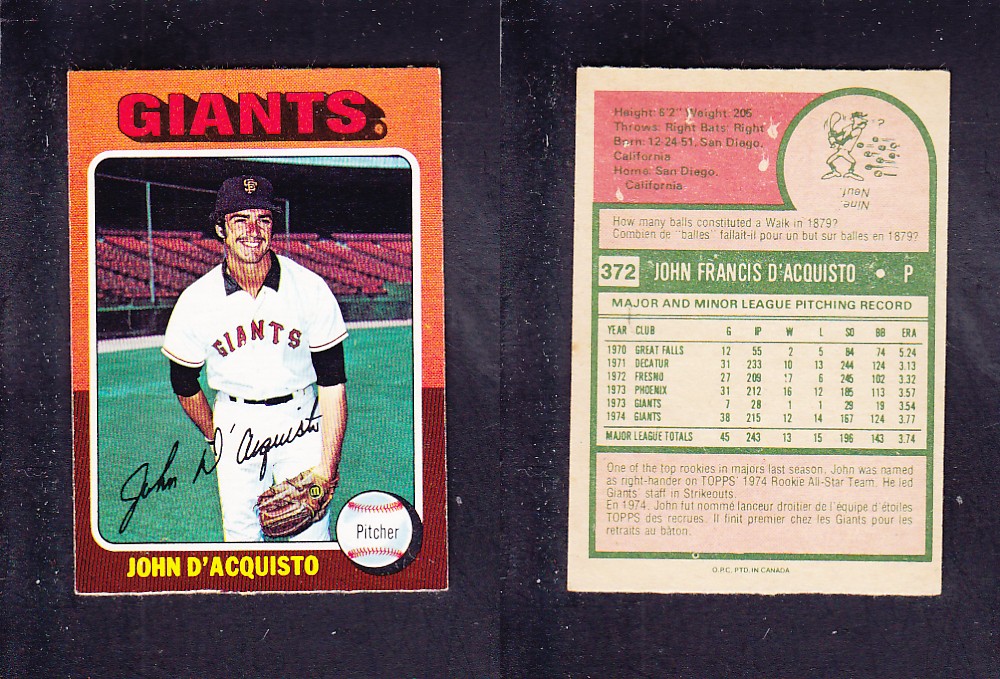 GIANTS
SF
GIANTS
John D'Acquisto
Pitcher
JOHN D'ACQUISTO
Height: 6'2" Weight: 205
Throws: Right Bats: Right
Born: 12-24-51, San Diego,
California
Home: San Diego,
California
Nine.
Neuf.
How many balls constituted a Walk in 1879?
Combien de "balles" fallait-il pour un but sur balles en 1879?
372 JOHN FRANCIS D'ACQUISTO • P
MAJOR AND MINOR LEAGUE PITCHING RECORD
YEAR CLUB G IP W L SO BB ERA
1970 GREAT FALLS 12 55 2 5 84 74 5.24
1971 DECATUR 31 233 10 13 244 124 3.13
1972 FRESNO 27 209 17 6 245 102 3.32
1973 PHOENIX 31 212 16 12 185 113 3.57
1973 GIANTS 7 28 1 1 29 19 3.54
1974 GIANTS 38 215 12 14 167 124 3.77
MAJOR LEAGUE TOTALS 45 243 13 15 196 143 3.74
One of the top rookies in majors last season. John was named
as right-hander on TOPPS' 1974 Rookie All-Star Team. He led
Giants' staff in Strikeouts.
En 1974, John fut nommé lanceur droitier de l'équipe d'étoiles
TOPPS des recrues. Il finit premier chez les Giants pour les
retraits au bâton.
O.P.C. PTD. IN CANADA